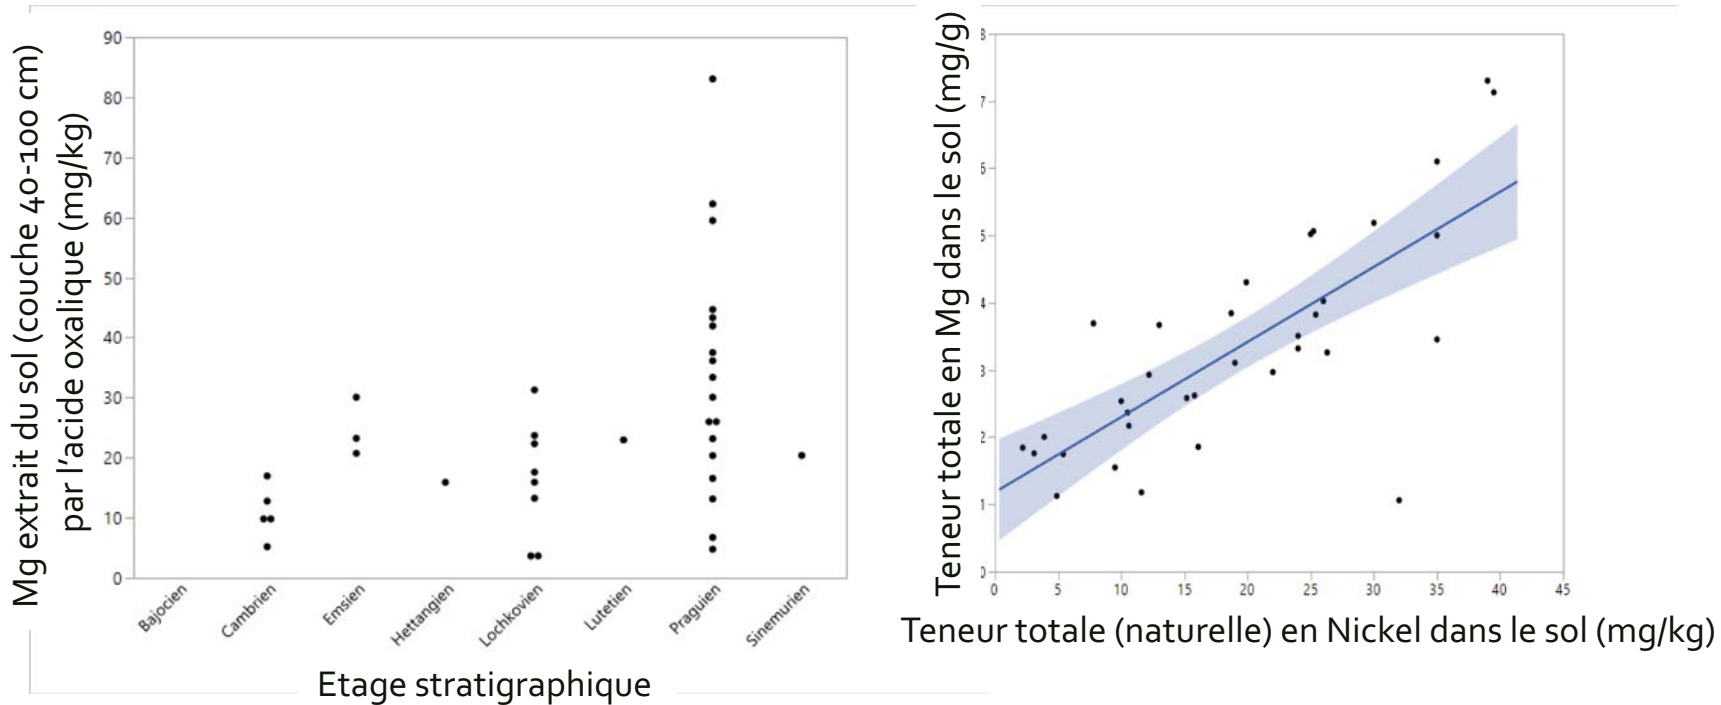 Mg extrait du sol (couche 40-100 cm)
par l'acide oxalique (mg/kg)
90
80
70
60
50
40
30
20
10
0
Bajocien
Cambrien
Emsien
Hettangien
Lochkovien
Lutetien
Praguien
Sinemurien
Etage stratigraphique
Teneur totale en Mg dans le sol (mg/g)
8
7
6
5
4
3
2
1
0
0 5 10 15 20 25 30 35 40 45
Teneur totale (naturelle) en Nickel dans le sol (mg/kg)